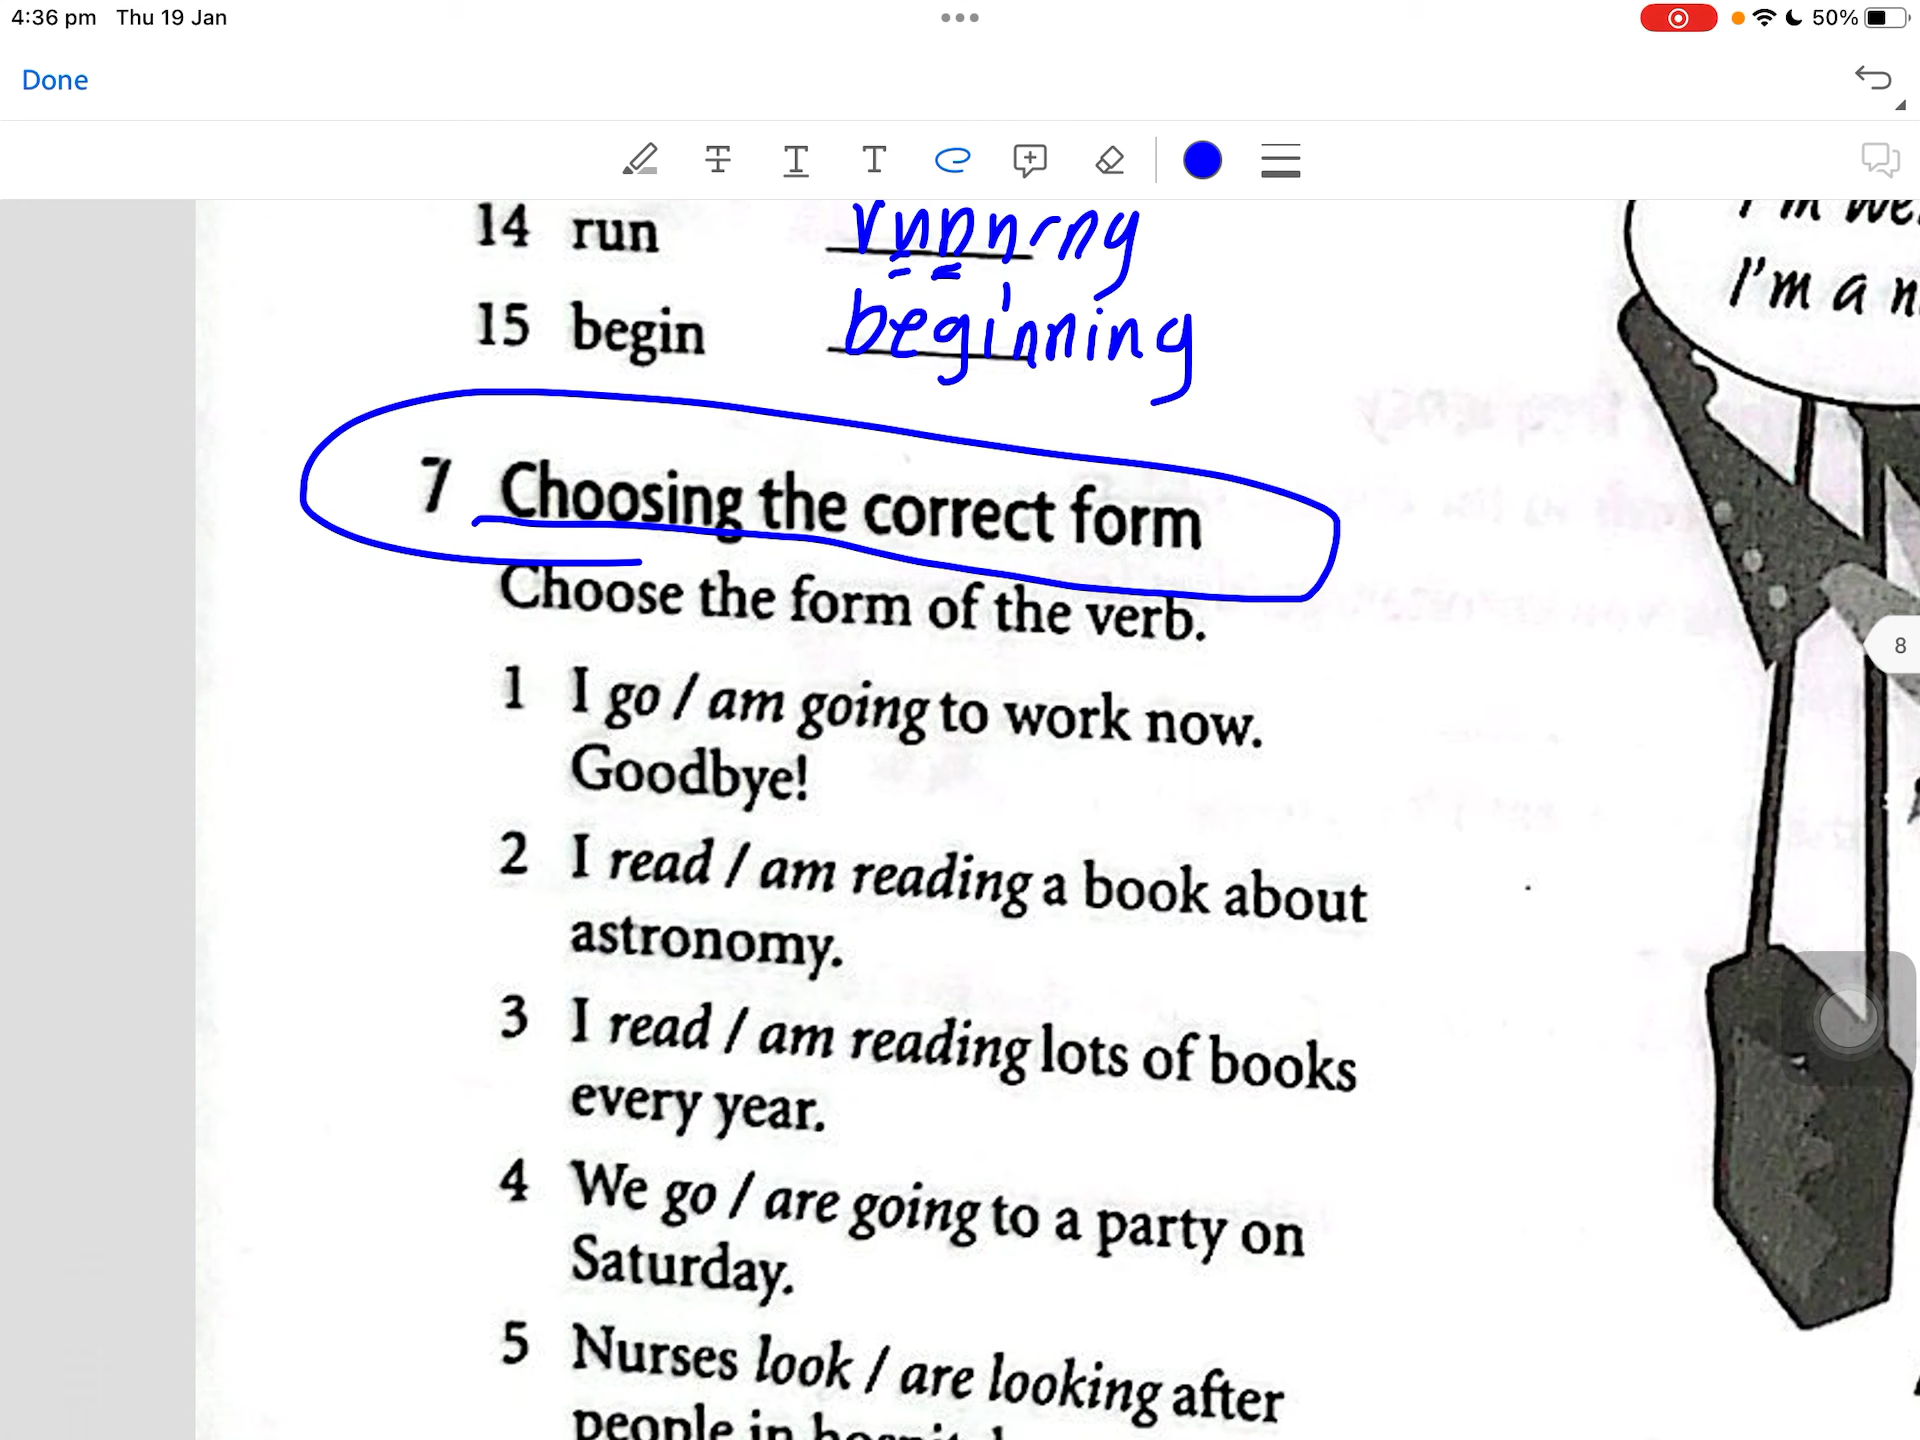 4:36 pm Thu 19 Jan
50%
Done
I'm a
14 run running
15 begin beginning
7 Choosing the correct form
Choose the form of the verb.
8
1 I go / am going to work now.
Goodbye!
2 I read / am reading a book about
astronomy.
3 I read / am reading lots of books
every year.
4 We go / are going to a party on
Saturday.
5 Nurses look / are looking after
people in